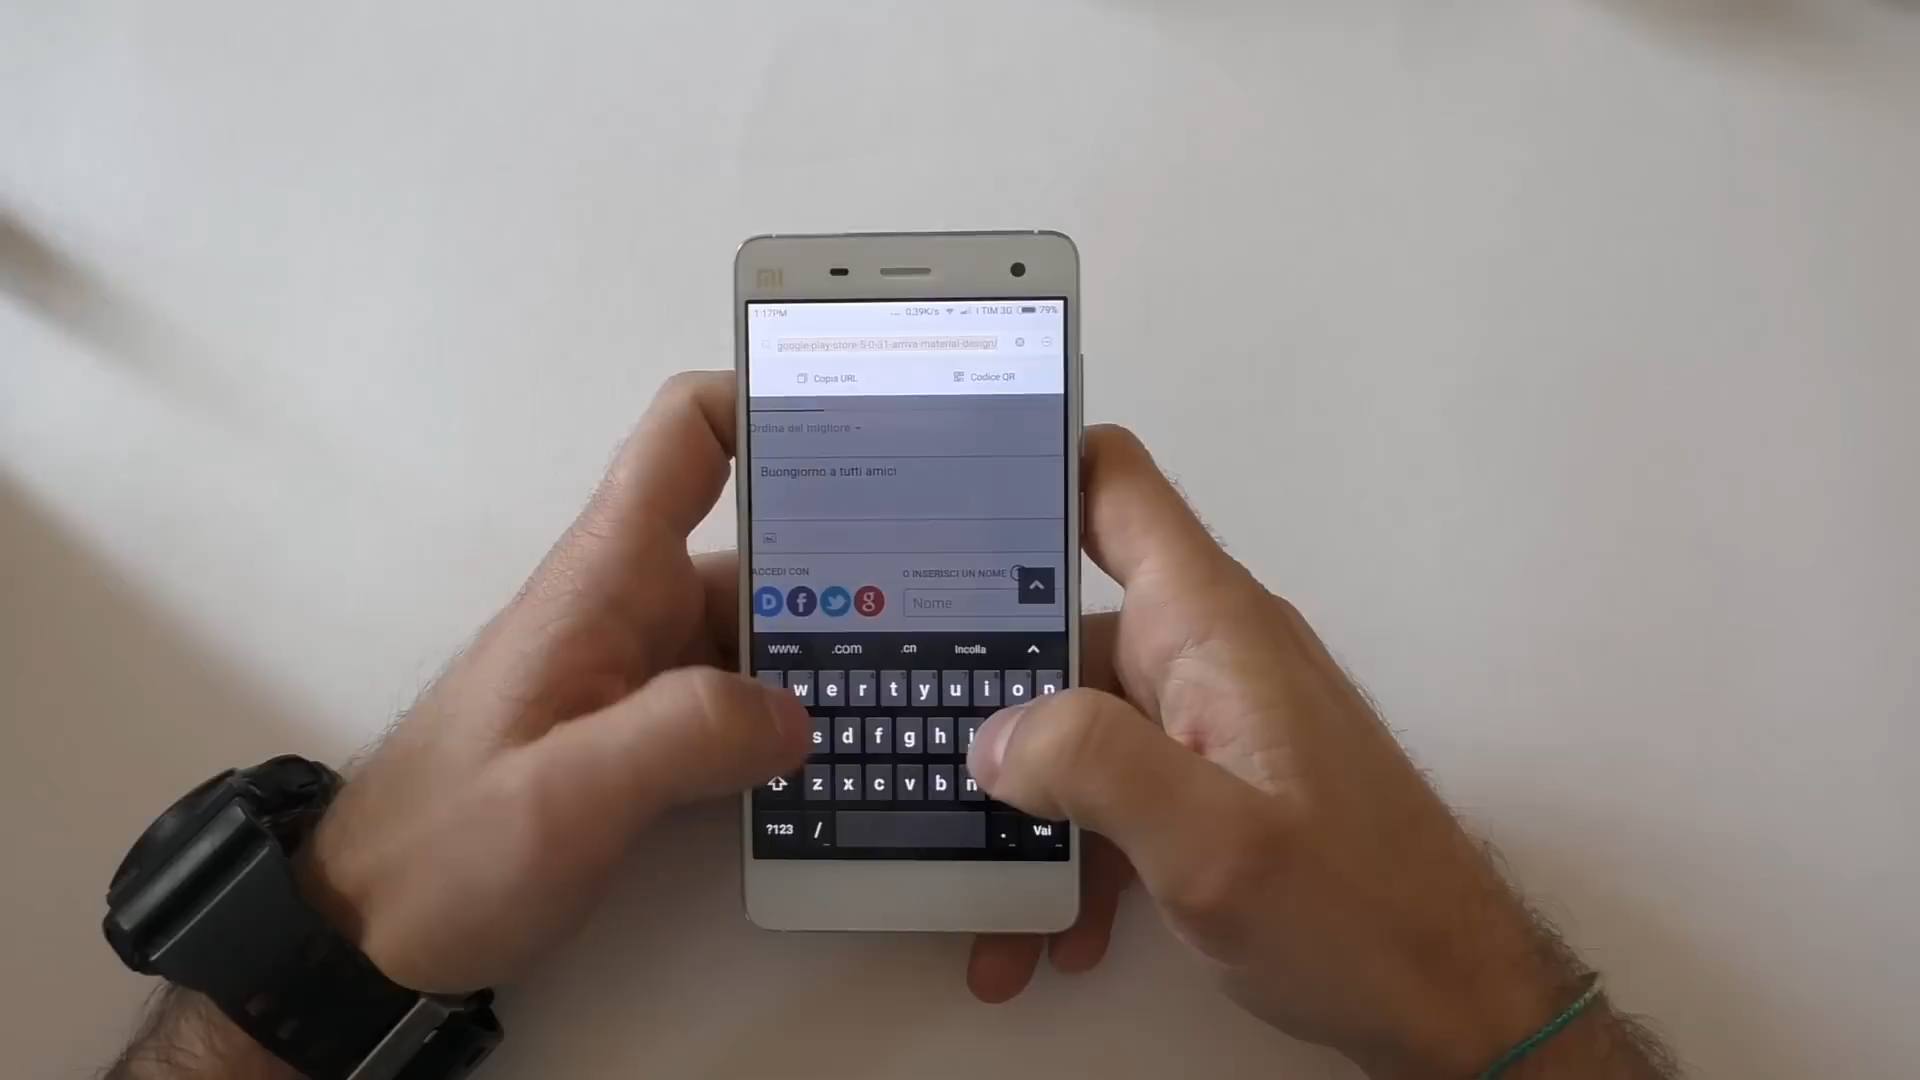 MI
1:17PM ... 0,39K/s TIM 3G 79%
google-play-store-5-0-31-arriva-material-design/
Copia URL Codice QR
Ordina dal migliore
Buongiorno a tutti amici
ACCEDI CON O INSERISCI UN NOME
D f g Nome
www. .com .cn Incolla
w e r t y u i o p
s d f g h j
z x c v b n
?123 / . Vai